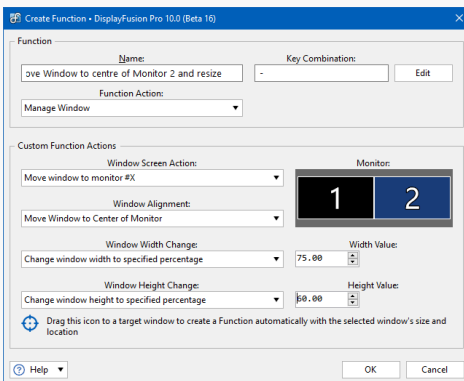 Create Function • DisplayFusion Pro 10.0 (Beta 16)
Function
Name:
Key Combination:
ove Window to centre of Monitor 2 and resize
-
Edit
Function Action:
Manage Window
Custom Function Actions
Window Screen Action:
Monitor:
Move window to monitor #X
1
2
Window Alignment:
Move Window to Center of Monitor
Window Width Change:
Width Value:
Change window width to specified percentage
75.00
Window Height Change:
Height Value:
Change window height to specified percentage
60.00
Drag this icon to a target window to create a Function automatically with the selected window's size and
location
Help
OK
Cancel